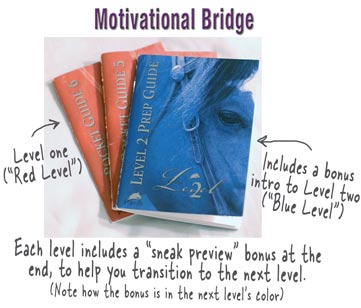 Motivational Bridge
POCKET GUIDE 6
POCKET GUIDE 5
LEVEL 2 PREP GUIDE
Level
2
Level one
("Red Level")
Includes a bonus
intro to Level two
("Blue Level")
Each level includes a "sneak preview" bonus at the
end, to help you transition to the next level.
(Note how the bonus is in the next level's color)